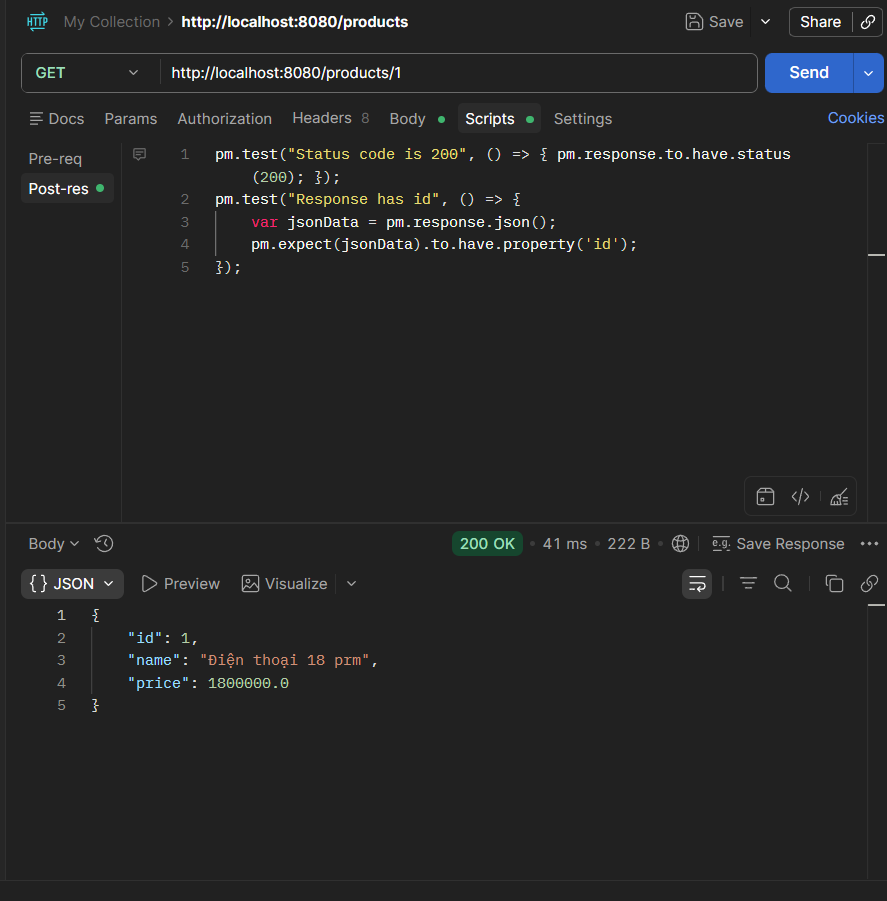 HTTP My Collection > http://localhost:8080/products Save Share
GET http://localhost:8080/products/1 Send
Docs Params Authorization Headers 8 Body Scripts Settings Cookies
Pre-req
Post-res
1 pm.test("Status code is 200", () => { pm.response.to.have.status
(200); });
2 pm.test("Response has id", () => {
3 var jsonData = pm.response.json();
4 pm.expect(jsonData).to.have.property('id');
5 });
Body 200 OK • 41 ms • 222 B • e.g. Save Response
{} JSON Preview Visualize
1 {
2 "id": 1,
3 "name": "Điện thoại 18 prm",
4 "price": 1800000.0
5 }